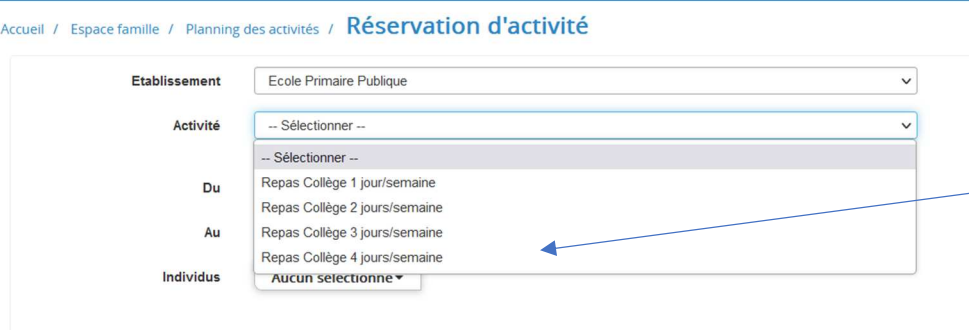 Accueil / Espace famille / Planning des activités / Réservation d'activité
Etablissement Ecole Primaire Publique
Activité -- Sélectionner --
-- Sélectionner --
Repas Collège 1 jour/semaine
Du
Repas Collège 2 jours/semaine
Au Repas Collège 3 jours/semaine
Repas Collège 4 jours/semaine
Individus Aucun sélectionné